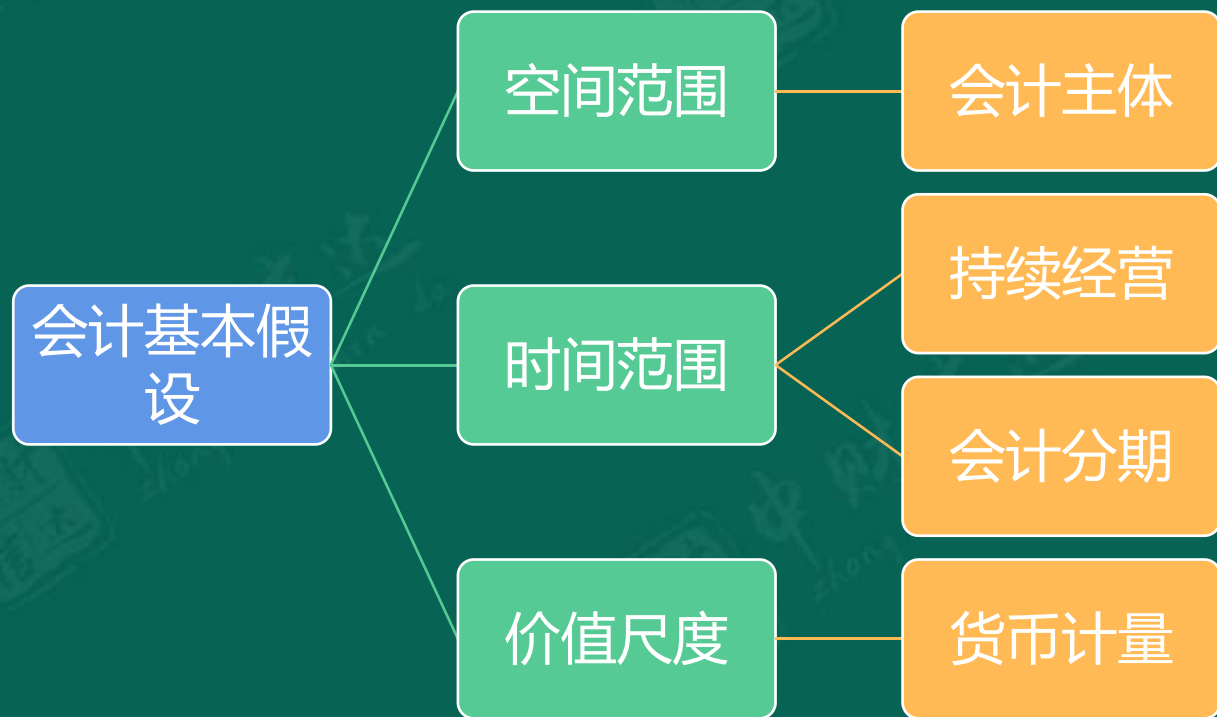 会计基本假
设
空间范围
会计主体
时间范围
持续经营
会计分期
价值尺度
货币计量